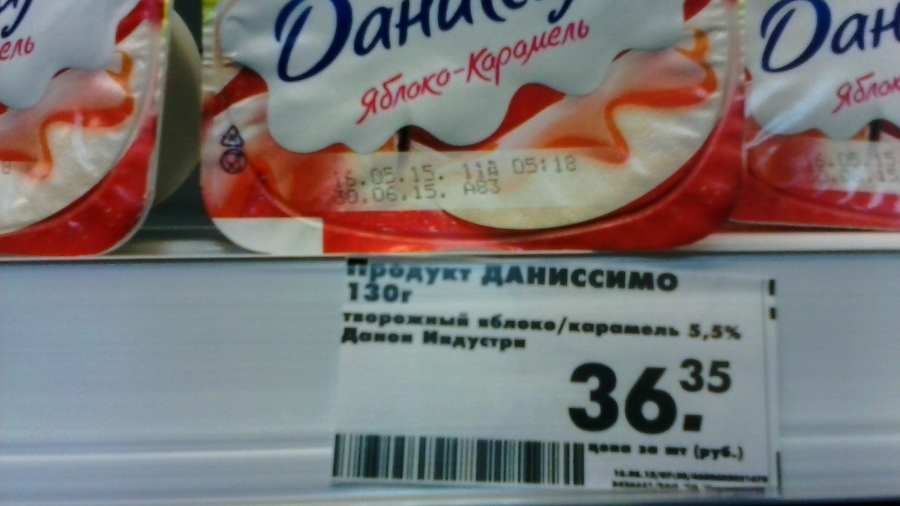 Яблоко-Карамель
.05.15. 11А 05:18
30.06.15. А83
Продукт ДАНИССИМО
130г
творожный яблоко/карамель 5,5%
Данон Индустри
36.35
цена за шт (руб.)